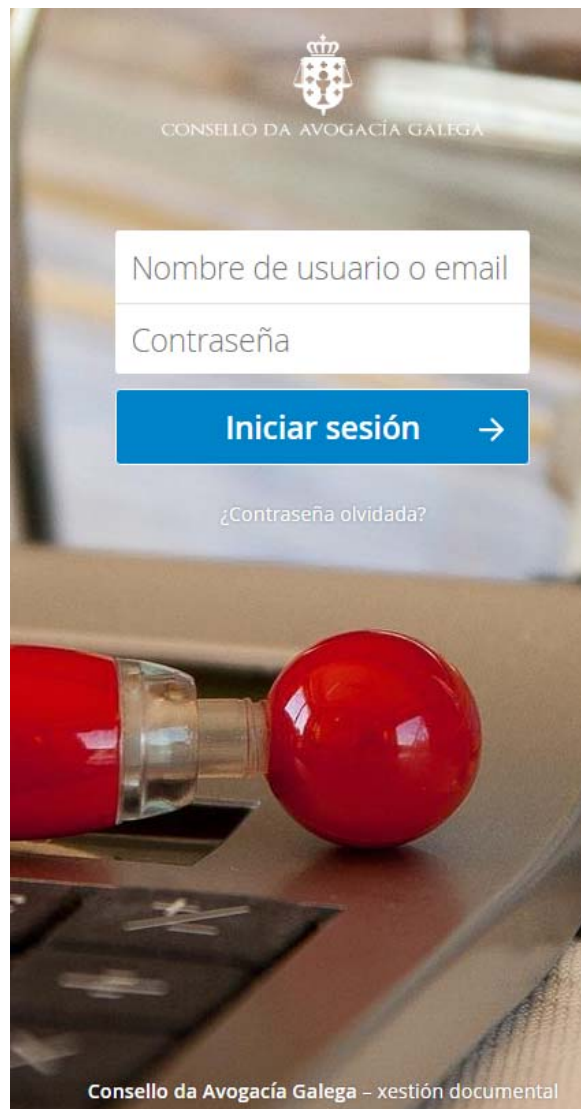 CONSELLO DA AVOGACÍA GALEGA
Nombre de usuario o email
Contraseña
Iniciar sesión →
¿Contraseña olvidada?
Consello da Avogacía Galega – xestión documental